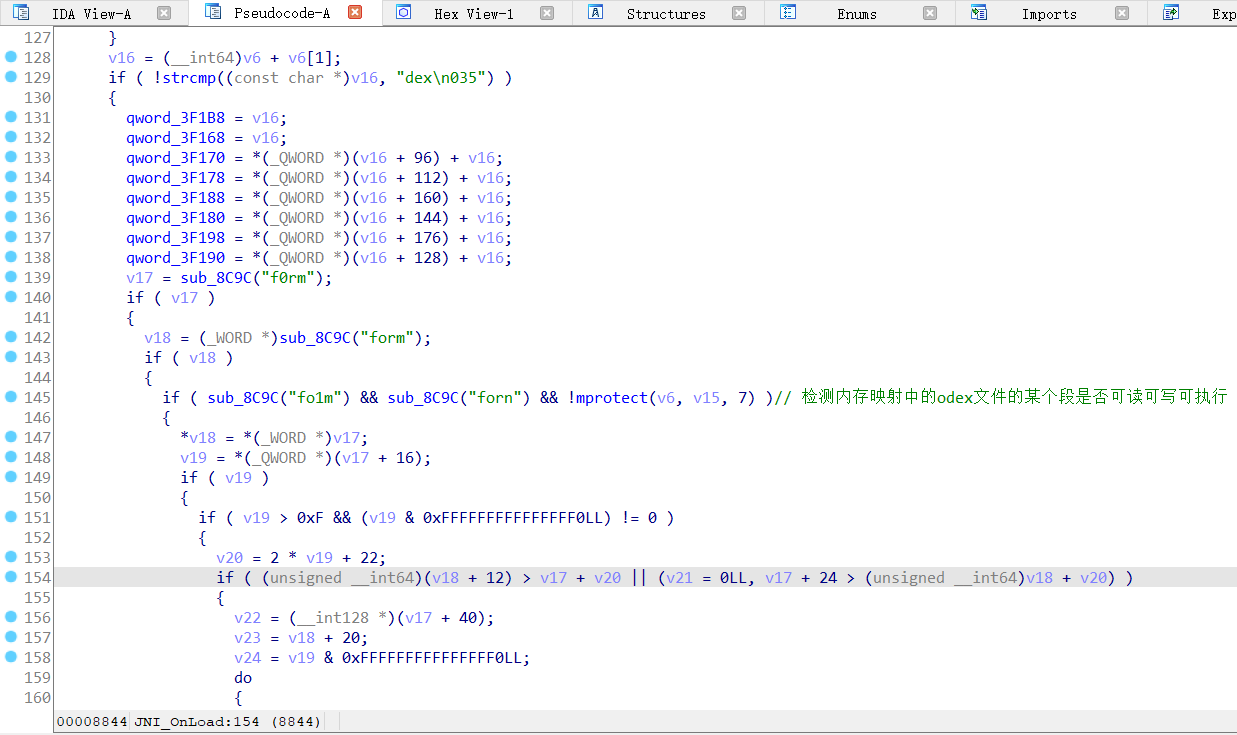 IDA View-A Pseudocode-A Hex View-1 Structures Enums Imports Exp
127 }
128 v16 = (__int64)v6 + v6[1];
129 if ( !strcmp((const char *)v16, "dex\n035") )
130 {
131 qword_3F1B8 = v16;
132 qword_3F168 = v16;
133 qword_3F170 = *(_QWORD *)(v16 + 96) + v16;
134 qword_3F178 = *(_QWORD *)(v16 + 112) + v16;
135 qword_3F188 = *(_QWORD *)(v16 + 160) + v16;
136 qword_3F180 = *(_QWORD *)(v16 + 144) + v16;
137 qword_3F198 = *(_QWORD *)(v16 + 176) + v16;
138 qword_3F190 = *(_QWORD *)(v16 + 128) + v16;
139 v17 = sub_8C9C("f0rm");
140 if ( v17 )
141 {
142 v18 = (_WORD *)sub_8C9C("form");
143 if ( v18 )
144 {
145 if ( sub_8C9C("fo1m") && sub_8C9C("forn") && !mprotect(v6, v15, 7) )// 检测内存映射中的odex文件的某个段是否可读可写可执行
146 {
147 *v18 = *(_WORD *)v17;
148 v19 = *(_QWORD *)(v17 + 16);
149 if ( v19 )
150 {
151 if ( v19 > 0xF && (v19 & 0xFFFFFFFFFFFFFFF0LL) != 0 )
152 {
153 v20 = 2 * v19 + 22;
154 if ( (unsigned __int64)(v18 + 12) > v17 + v20 || (v21 = 0LL, v17 + 24 > (unsigned __int64)v18 + v20) )
155 {
156 v22 = (__int128 *)(v17 + 40);
157 v23 = v18 + 20;
158 v24 = v19 & 0xFFFFFFFFFFFFFFF0LL;
159 do
160 {
00008844 JNI_OnLoad:154 (8844)